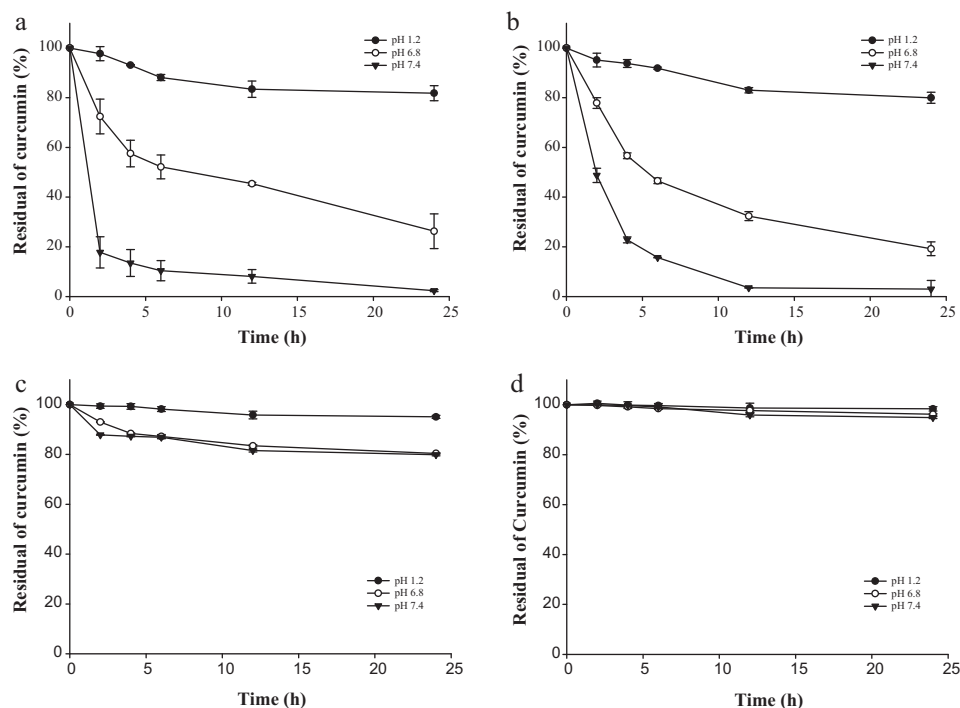 a
Residual of curcumin (%)
100
80
60
40
20
0
0 5 10 15 20 25
Time (h)
pH 1.2
pH 6.8
pH 7.4
b
Residual of curcumin (%)
100
80
60
40
20
0
0 5 10 15 20 25
Time (h)
pH 1.2
pH 6.8
pH 7.4
c
Residual of curcumin (%)
100
80
60
40
20
0
0 5 10 15 20 25
Time (h)
pH 1.2
pH 6.8
pH 7.4
d
Residual of Curcumin (%)
100
80
60
40
20
0
0 5 10 15 20 25
Time (h)
pH 1.2
pH 6.8
pH 7.4